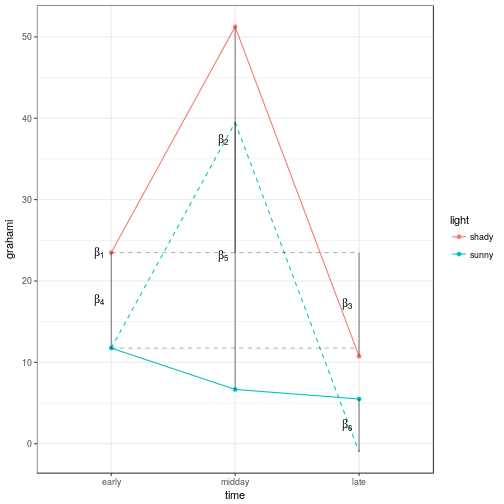 50
40
30
20
10
0
grahami
β2
β1
β5
β4
β3
β6
early
midday
late
time
light
shady
sunny